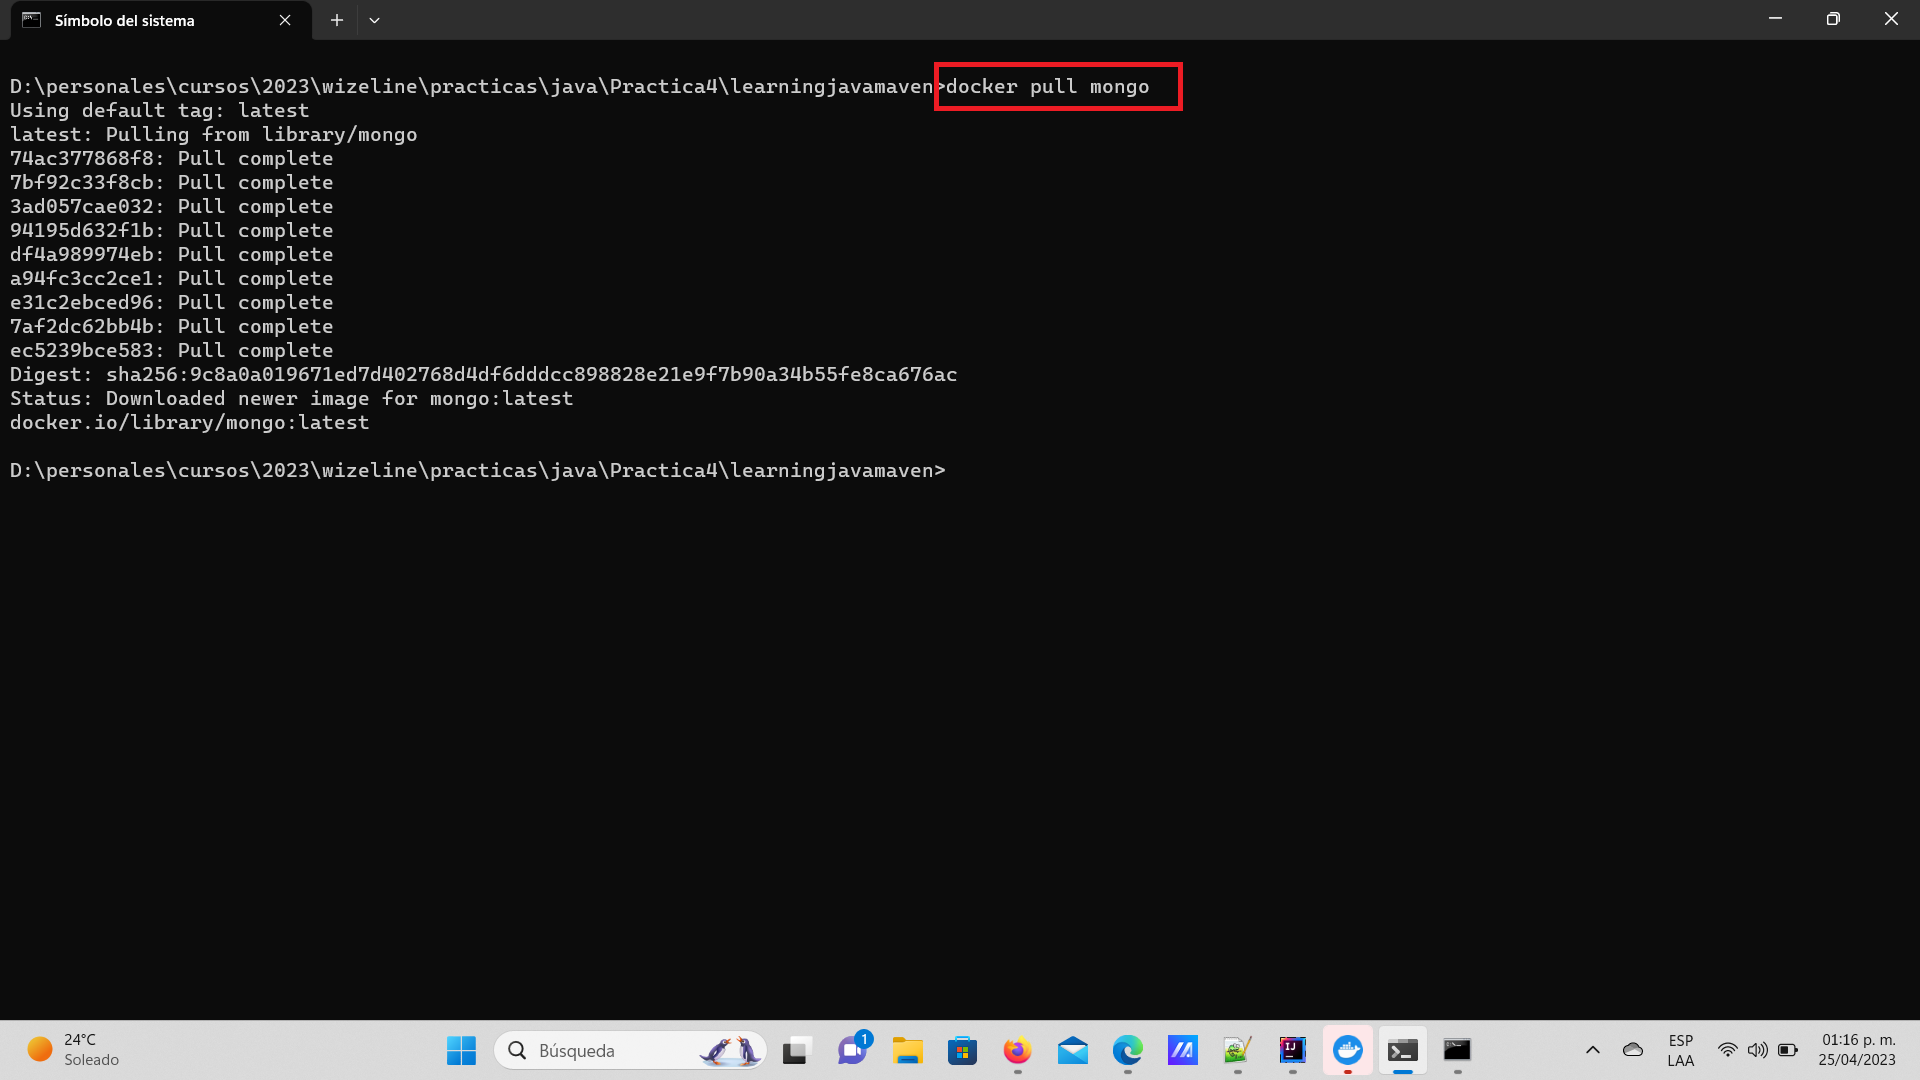 Símbolo del sistema
D:\personales\cursos\2023\wizeline\practicas\java\Practica4\learningjavamaven>docker pull mongo
Using default tag: latest
latest: Pulling from library/mongo
74ac377868f8: Pull complete
7bf92c33f8cb: Pull complete
3ad057cae032: Pull complete
94195d632f1b: Pull complete
df4a989974eb: Pull complete
a94fc3cc2ce1: Pull complete
e31c2ebced96: Pull complete
7af2dc62bb4b: Pull complete
ec5239bce583: Pull complete
Digest: sha256:9c8a0a019671ed7d402768d4df6dddcc898828e21e9f7b90a34b55fe8ca676ac
Status: Downloaded newer image for mongo:latest
docker.io/library/mongo:latest
D:\personales\cursos\2023\wizeline\practicas\java\Practica4\learningjavamaven>
24°C
Soleado
Búsqueda
1
IJ
ESP
LAA
01:16 p. m.
25/04/2023